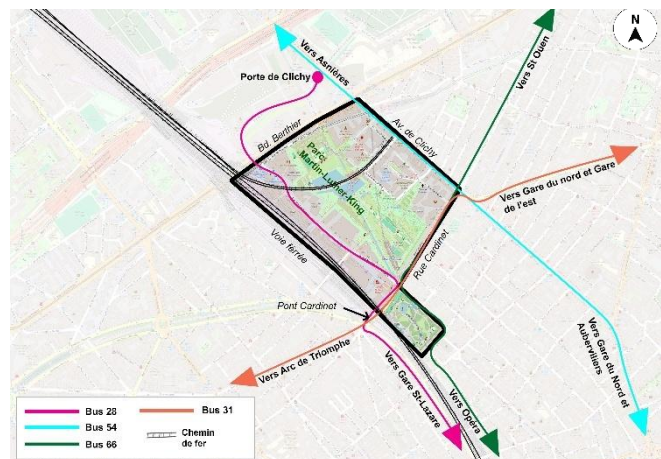 N
Vers Asnières
Vers St Ouen
Porte de Clichy
Bd. Berthier
Av. de Clichy
Parc
Martin-Luther-King
Vers Gare du nord et Gare
de l'est
Voie ferrée
Rue Cardinet
Pont Cardinet
Vers Arc de Triomphe
Vers Gare St-Lazare
Vers Opéra
Vers Gare du Nord et
Aubervilliers
Bus 28
Bus 31
Bus 54
Bus 66
Chemin
de fer